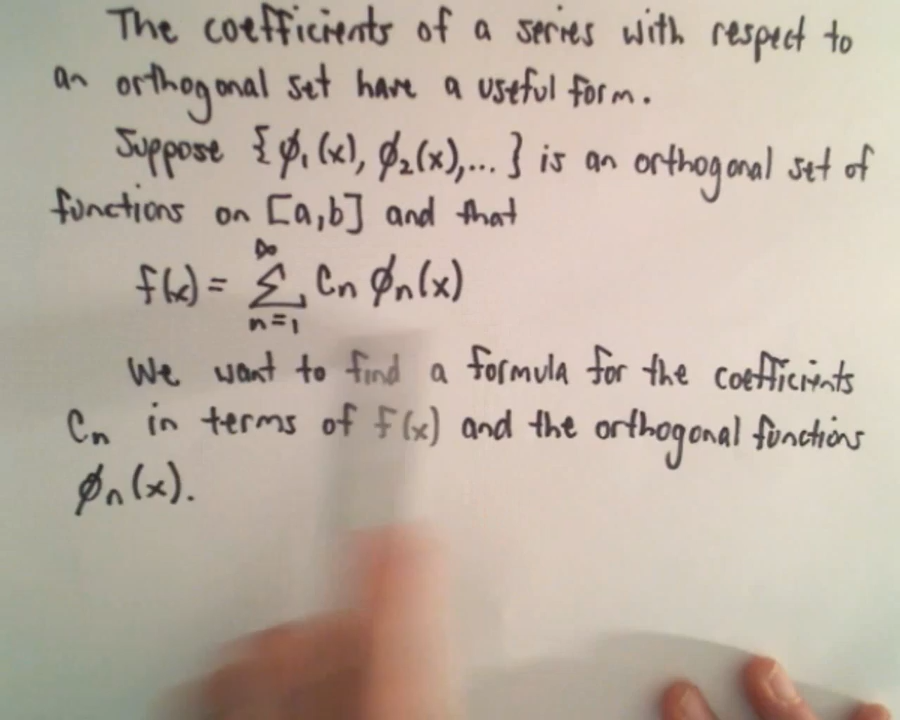 The coefficients of a series with respect to
an orthogonal set have a useful form.
Suppose {ϕ₁(x), ϕ₂(x),... } is an orthogonal set of
functions on [a,b] and that
f(x) = ∞∑n=1 Cn ϕn(x)
We want to find a formula for the coefficients
Cn in terms of f(x) and the orthogonal functions
ϕn(x).